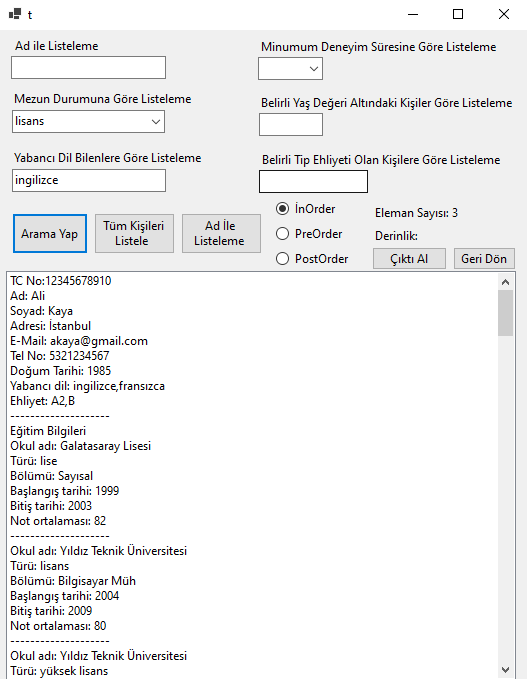 t
Ad ile Listeleme
Minumum Deneyim Süresine Göre Listeleme
Mezun Durumuna Göre Listeleme
Belirli Yaş Değeri Altındaki Kişiler Göre Listeleme
lisans
Yabancı Dil Bilenlere Göre Listeleme
Belirli Tip Ehliyeti Olan Kişilere Göre Listeleme
ingilizce
Arama Yap
Tüm Kişileri
Listele
Ad İle
Listeleme
İnOrder
PreOrder
PostOrder
Eleman Sayısı: 3
Derinlik:
Çıktı Al
Geri Dön
TC No:12345678910
Ad: Ali
Soyad: Kaya
Adresi: İstanbul
E-Mail: akaya@gmail.com
Tel No: 5321234567
Doğum Tarihi: 1985
Yabancı dil: ingilizce,fransızca
Ehliyet: A2,B
--------------------
Eğitim Bilgileri
Okul adı: Galatasaray Lisesi
Türü: lise
Bölümü: Sayısal
Başlangış tarihi: 1999
Bitiş tarihi: 2003
Not ortalaması: 82
--------------------
Okul adı: Yıldız Teknik Üniversitesi
Türü: lisans
Bölümü: Bilgisayar Müh
Başlangış tarihi: 2004
Bitiş tarihi: 2009
Not ortalaması: 80
--------------------
Okul adı: Yıldız Teknik Üniversitesi
Türü: yüksek lisans